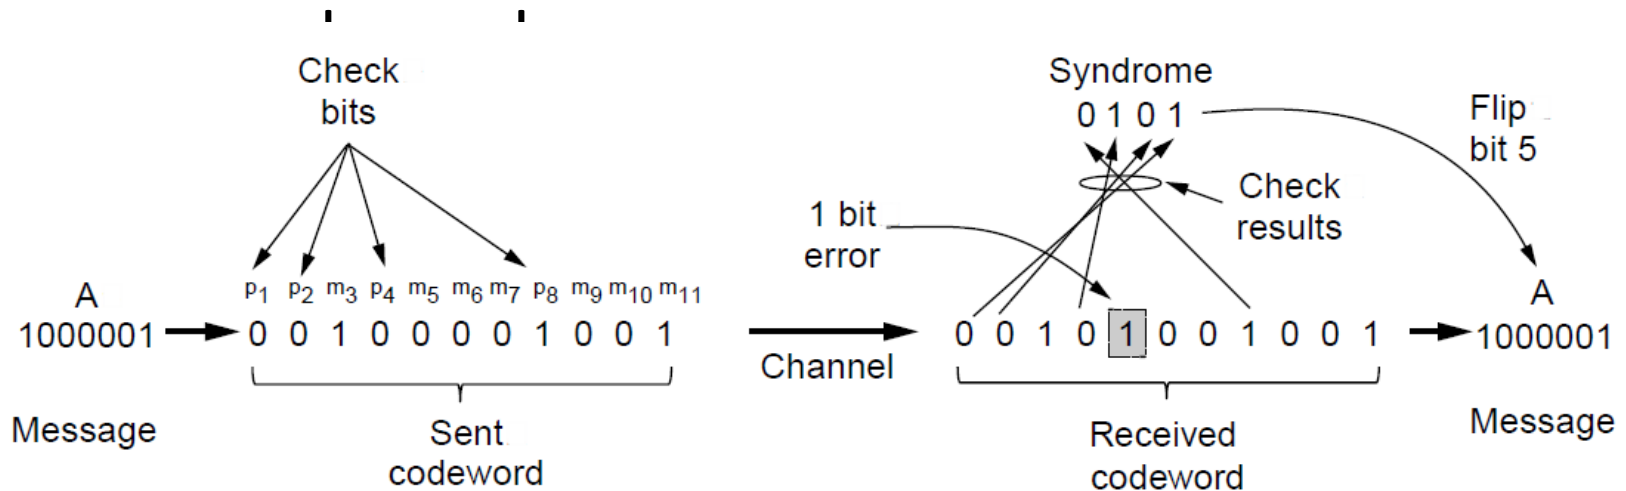 Check
bits
A
1000001
p1 p2 m3 p4 m5 m6 m7 p8 m9 m10 m11
0 0 1 0 0 0 0 1 0 0 1
Message
Sent
codeword
Channel
Syndrome
0 1 0 1
Flip
bit 5
Check
results
1 bit
error
0 0 1 0 1 0 0 1 0 0 1
Received
codeword
A
1000001
Message